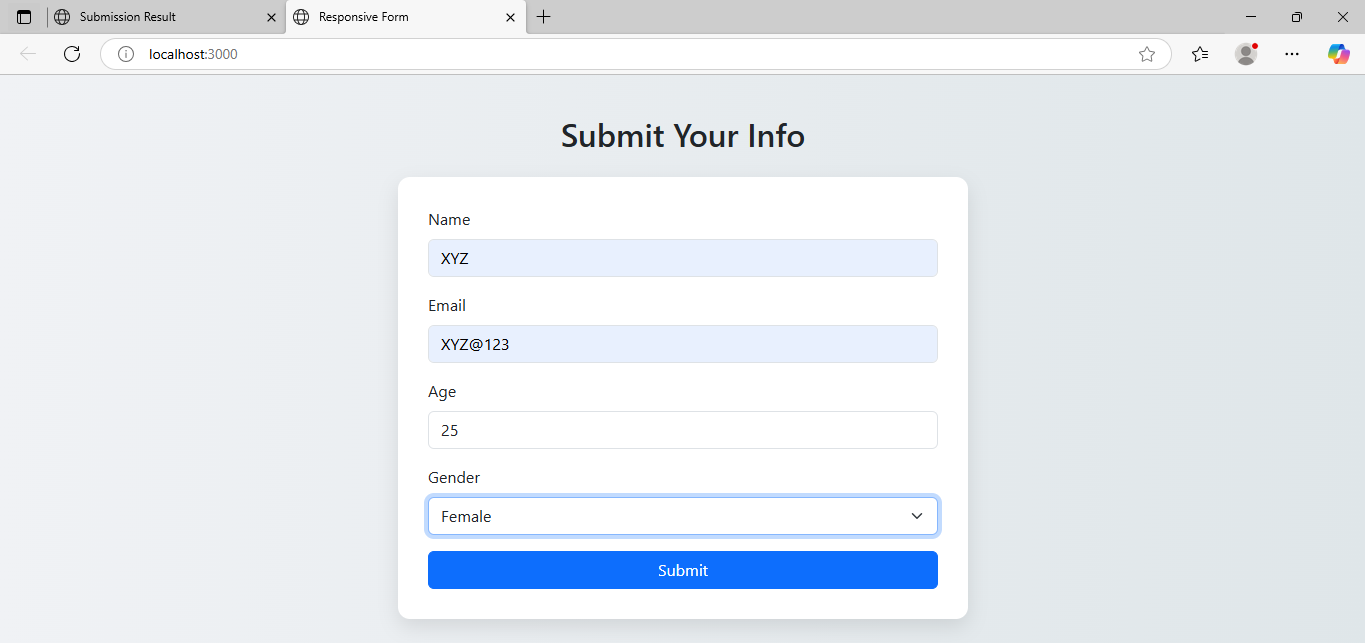 Submission Result
Responsive Form
localhost:3000
Submit Your Info
Name
XYZ
Email
XYZ@123
Age
25
Gender
Female
Submit